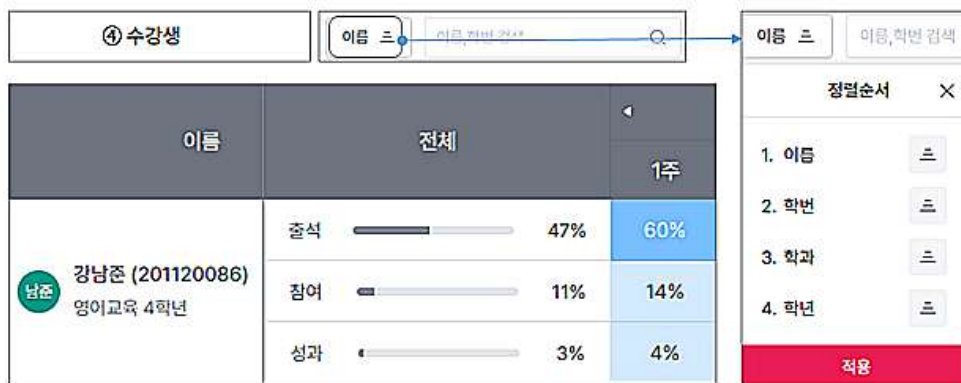 ④ 수강생
이름
이름,학번 검색
이름
이름,학번 검색
정렬순서
1. 이름
2. 학번
3. 학과
4. 학년
적용
이름
전체
1주
남준
강남준 (201120086)
영어교육 4학년
출석 47% 60%
참여 11% 14%
성과 3% 4%